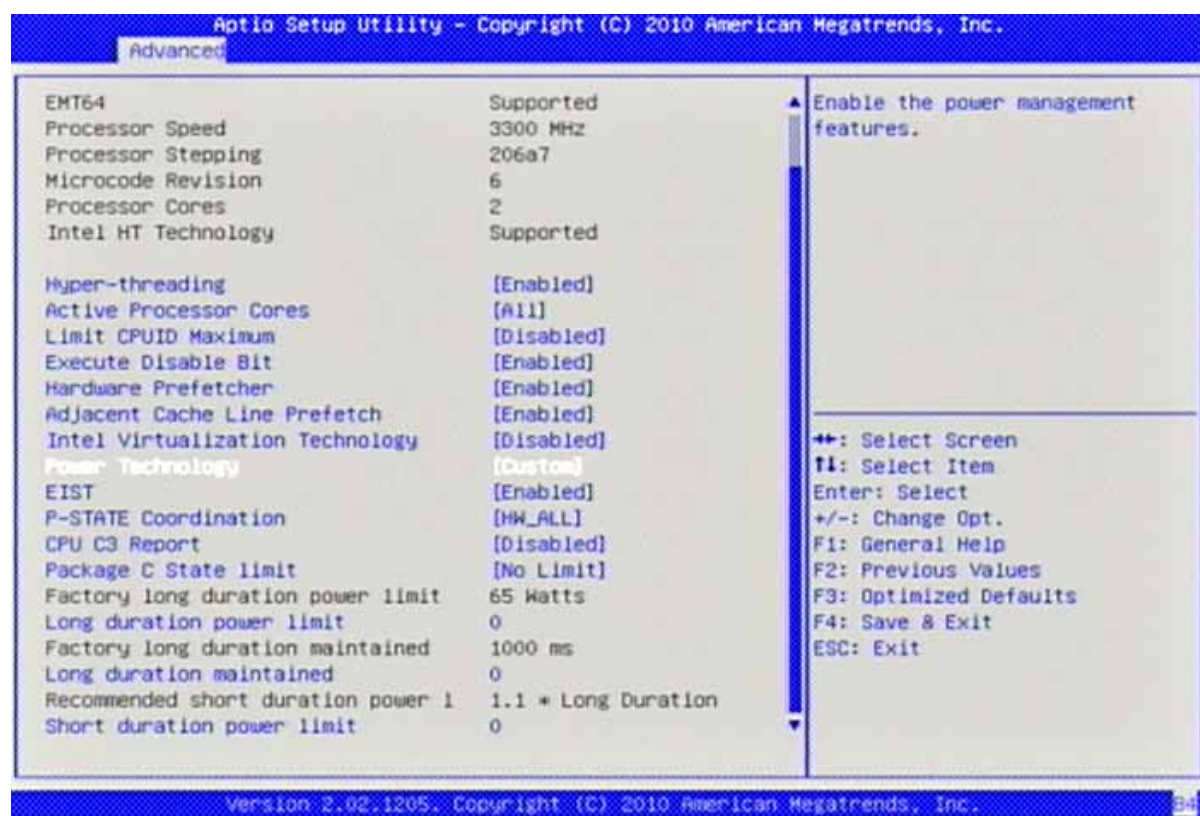 Aptio Setup Utility – Copyright (C) 2010 American Megatrends, Inc.
Advanced
EMT64 Supported
Processor Speed 3300 MHz
Processor Stepping 206a7
Microcode Revision 6
Processor Cores 2
Intel HT Technology Supported
Hyper-threading [Enabled]
Active Processor Cores [All]
Limit CPUID Maximum [Disabled]
Execute Disable Bit [Enabled]
Hardware Prefetcher [Enabled]
Adjacent Cache Line Prefetch [Enabled]
Intel Virtualization Technology [Disabled]
Power Technology [Custom]
EIST [Enabled]
P-STATE Coordination [HW_ALL]
CPU C3 Report [Disabled]
Package C State limit [No Limit]
Factory long duration power limit 65 Watts
Long duration power limit 0
Factory long duration maintained 1000 ms
Long duration maintained 0
Recommended short duration power l 1.1 * Long Duration
Short duration power limit 0
Enable the power management
features.
→←: Select Screen
↑↓: Select Item
Enter: Select
+/-: Change Opt.
F1: General Help
F2: Previous Values
F3: Optimized Defaults
F4: Save & Exit
ESC: Exit
Version 2.02.1205. Copyright (C) 2010 American Megatrends, Inc.
B4